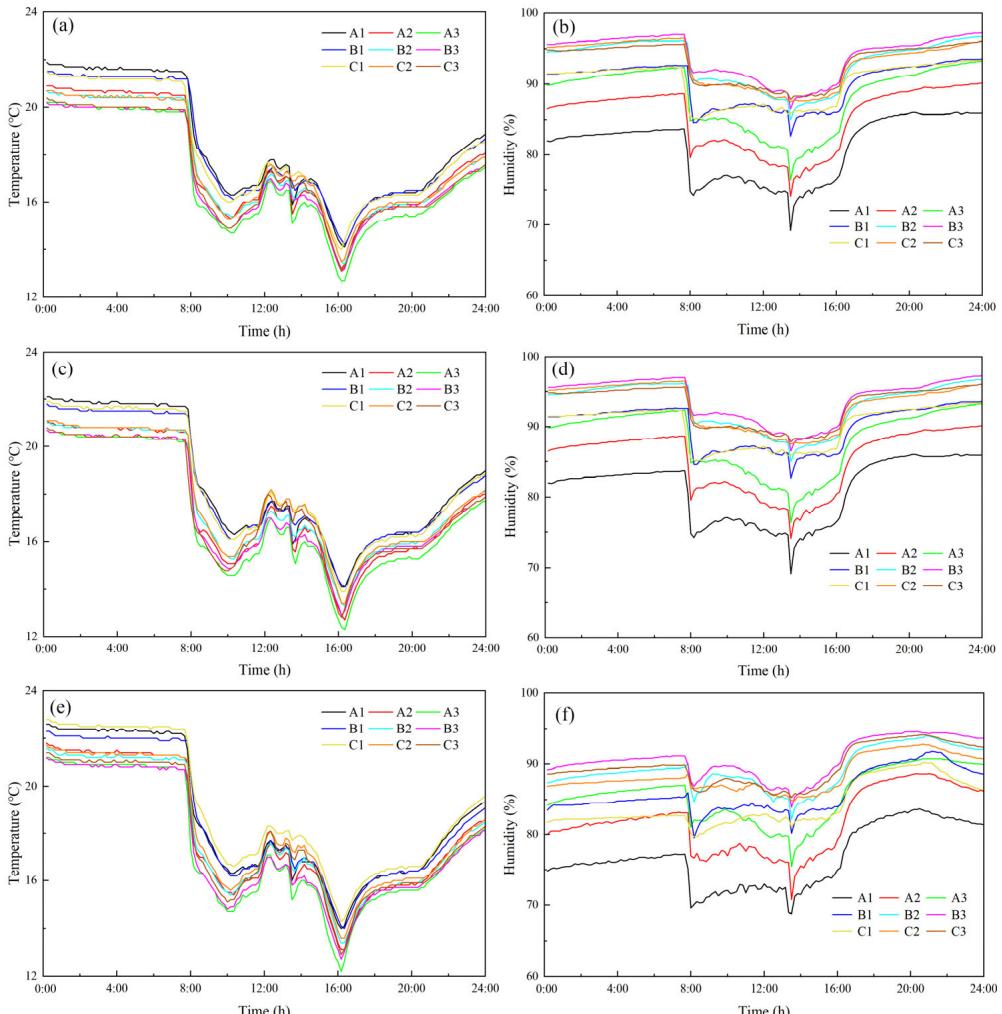 (a)
24
20
16
12
Temperature (°C)
A1 A2 A3
B1 B2 B3
C1 C2 C3
0:00 4:00 8:00 12:00 16:00 20:00 24:00
Time (h)
(b)
100
90
80
70
60
Humidity (%)
A1 A2 A3
B1 B2 B3
C1 C2 C3
0:00 4:00 8:00 12:00 16:00 20:00 24:00
Time (h)
(c)
24
20
16
12
Temperature (°C)
A1 A2 A3
B1 B2 B3
C1 C2 C3
0:00 4:00 8:00 12:00 16:00 20:00 24:00
Time (h)
(d)
100
90
80
70
60
Humidity (%)
A1 A2 A3
B1 B2 B3
C1 C2 C3
0:00 4:00 8:00 12:00 16:00 20:00 24:00
Time (h)
(e)
24
20
16
12
Temperature (°C)
A1 A2 A3
B1 B2 B3
C1 C2 C3
0:00 4:00 8:00 12:00 16:00 20:00 24:00
Time (h)
(f)
100
90
80
70
60
Humidity (%)
A1 A2 A3
B1 B2 B3
C1 C2 C3
0:00 4:00 8:00 12:00 16:00 20:00 24:00
Time (h)